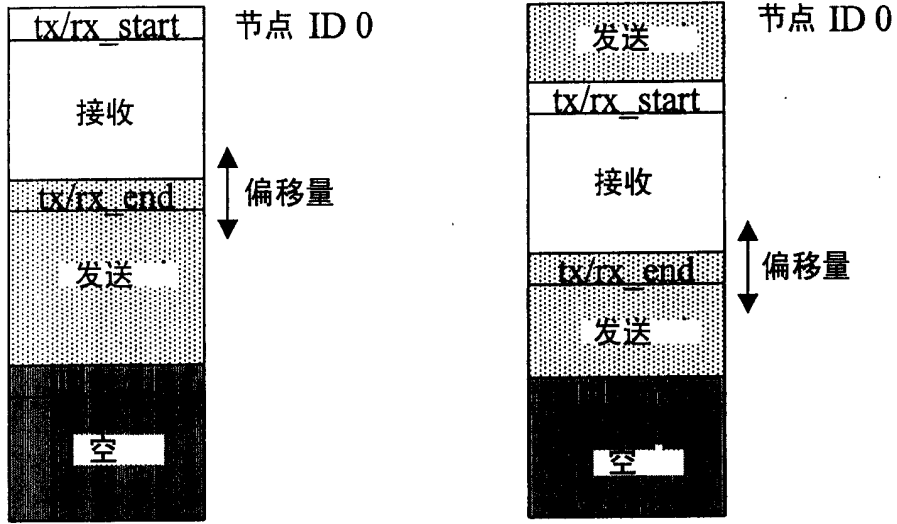 tx/rx_start
节点 ID 0
接收
tx/rx_end
偏移量
发送
空
发送
节点 ID 0
tx/rx_start
接收
tx/rx_end
偏移量
发送
空